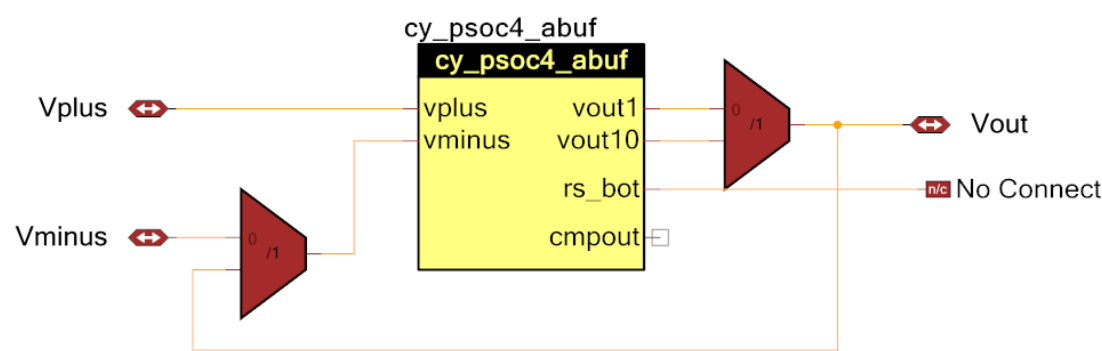 cy_psoc4_abuf
cy_psoc4_abuf
Vplus
vplus
vout1
0
/1
Vout
vminus
vout10
rs_bot
n/c No Connect
Vminus
0
/1
cmpout